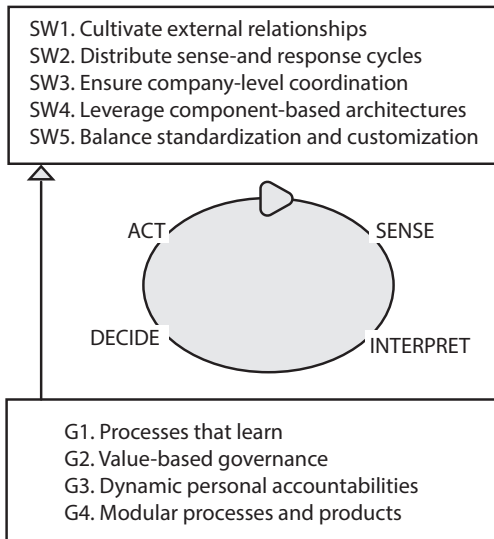 SW1. Cultivate external relationships
SW2. Distribute sense-and response cycles
SW3. Ensure company-level coordination
SW4. Leverage component-based architectures
SW5. Balance standardization and customization
ACT
SENSE
DECIDE
INTERPRET
G1. Processes that learn
G2. Value-based governance
G3. Dynamic personal accountabilities
G4. Modular processes and products